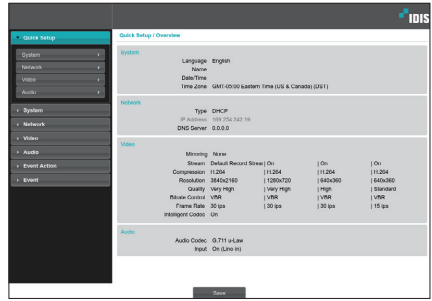 IDIS
Quick Setup
System
Network
Video
Audio
System
Network
Video
Audio
Event Action
Event
Quick Setup / Overview
System
Language English
Name
Date/Time
Time Zone GMT-05:00 Eastern Time (US & Canada) (DST)
Network
Type DHCP
IP Address 169.254.242.19
DNS Server 0.0.0.0
Video
Mirroring None
Stream Default Record Strear | On | On | On
Compression H.264 | H.264 | H.264 | H.264
Resolution 3840x2160 | 1280x720 | 640x360 | 640x360
Quality Very High | Very High | High | Standard
Bitrate Control VBR | VBR | VBR | VBR
Frame Rate 30 ips | 30 ips | 30 ips | 15 ips
Intelligent Codec On
Audio
Audio Codec G.711 u-Law
Input On (Line in)
Save